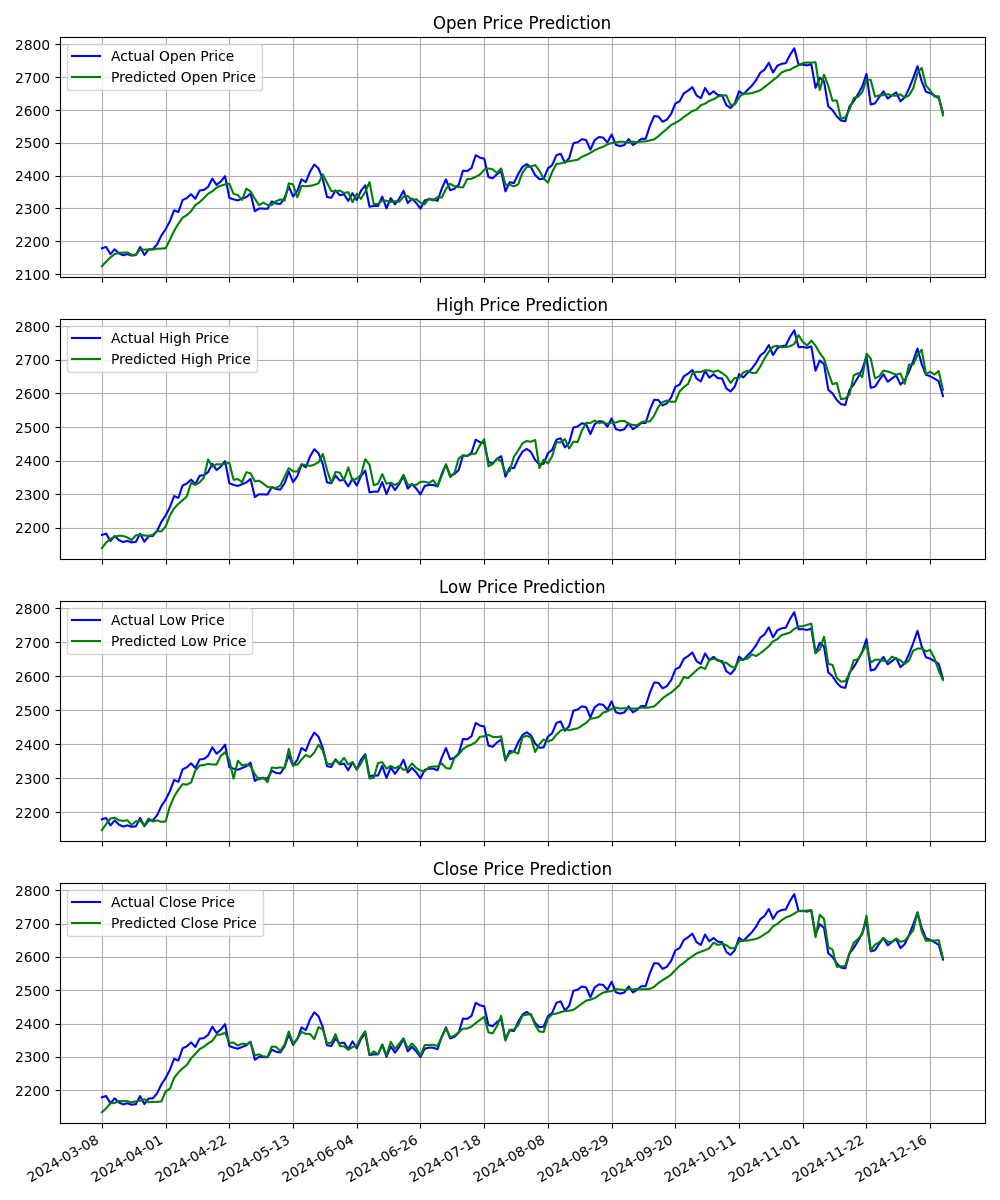 Open Price Prediction
Actual Open Price
Predicted Open Price
2800
2700
2600
2500
2400
2300
2200
2100
High Price Prediction
Actual High Price
Predicted High Price
2800
2700
2600
2500
2400
2300
2200
Low Price Prediction
Actual Low Price
Predicted Low Price
2800
2700
2600
2500
2400
2300
2200
Close Price Prediction
Actual Close Price
Predicted Close Price
2800
2700
2600
2500
2400
2300
2200
2024-03-08 2024-04-01 2024-04-22 2024-05-13 2024-06-04 2024-06-26 2024-07-18 2024-08-08 2024-08-29 2024-09-20 2024-10-11 2024-11-01 2024-11-22 2024-12-16